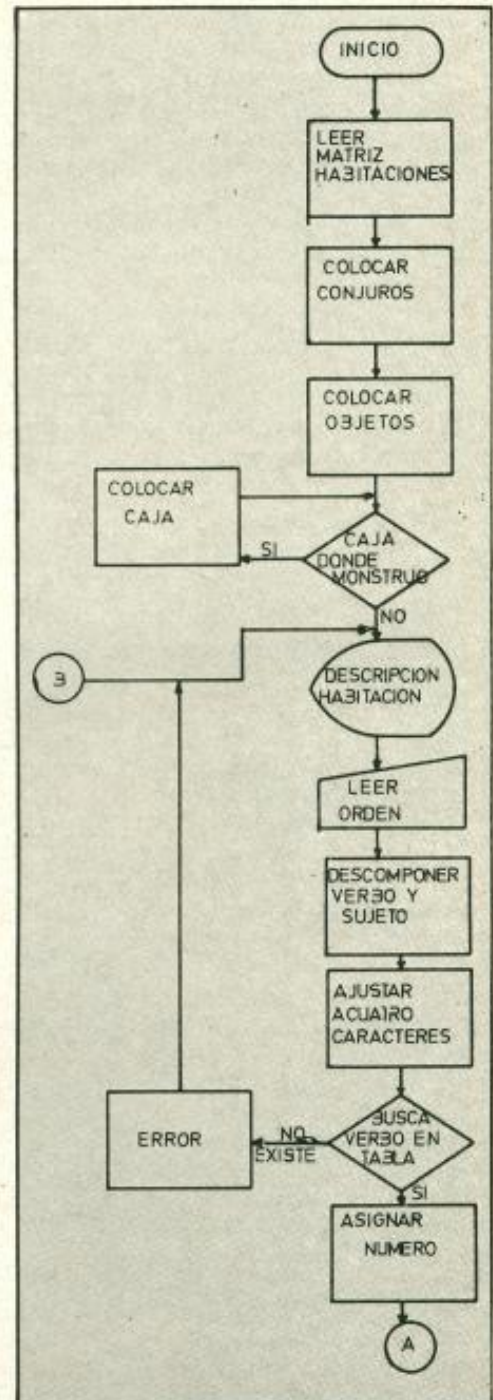 INICIO
LEER
MATRIZ
HABITACIONES
COLOCAR
CONJUROS
COLOCAR
OBJETOS
COLOCAR
CAJA
SI
CAJA
DONDE
MONSTRUO
NO
B
DESCRIPCION
HABITACION
LEER
ORDEN
DESCOMPONER
VERBO Y
SUJETO
AJUSTAR
ACUATRO
CARACTERES
ERROR
NO
EXISTE
BUSCA
VERBO EN
TABLA
SI
ASIGNAR
NUMERO
A